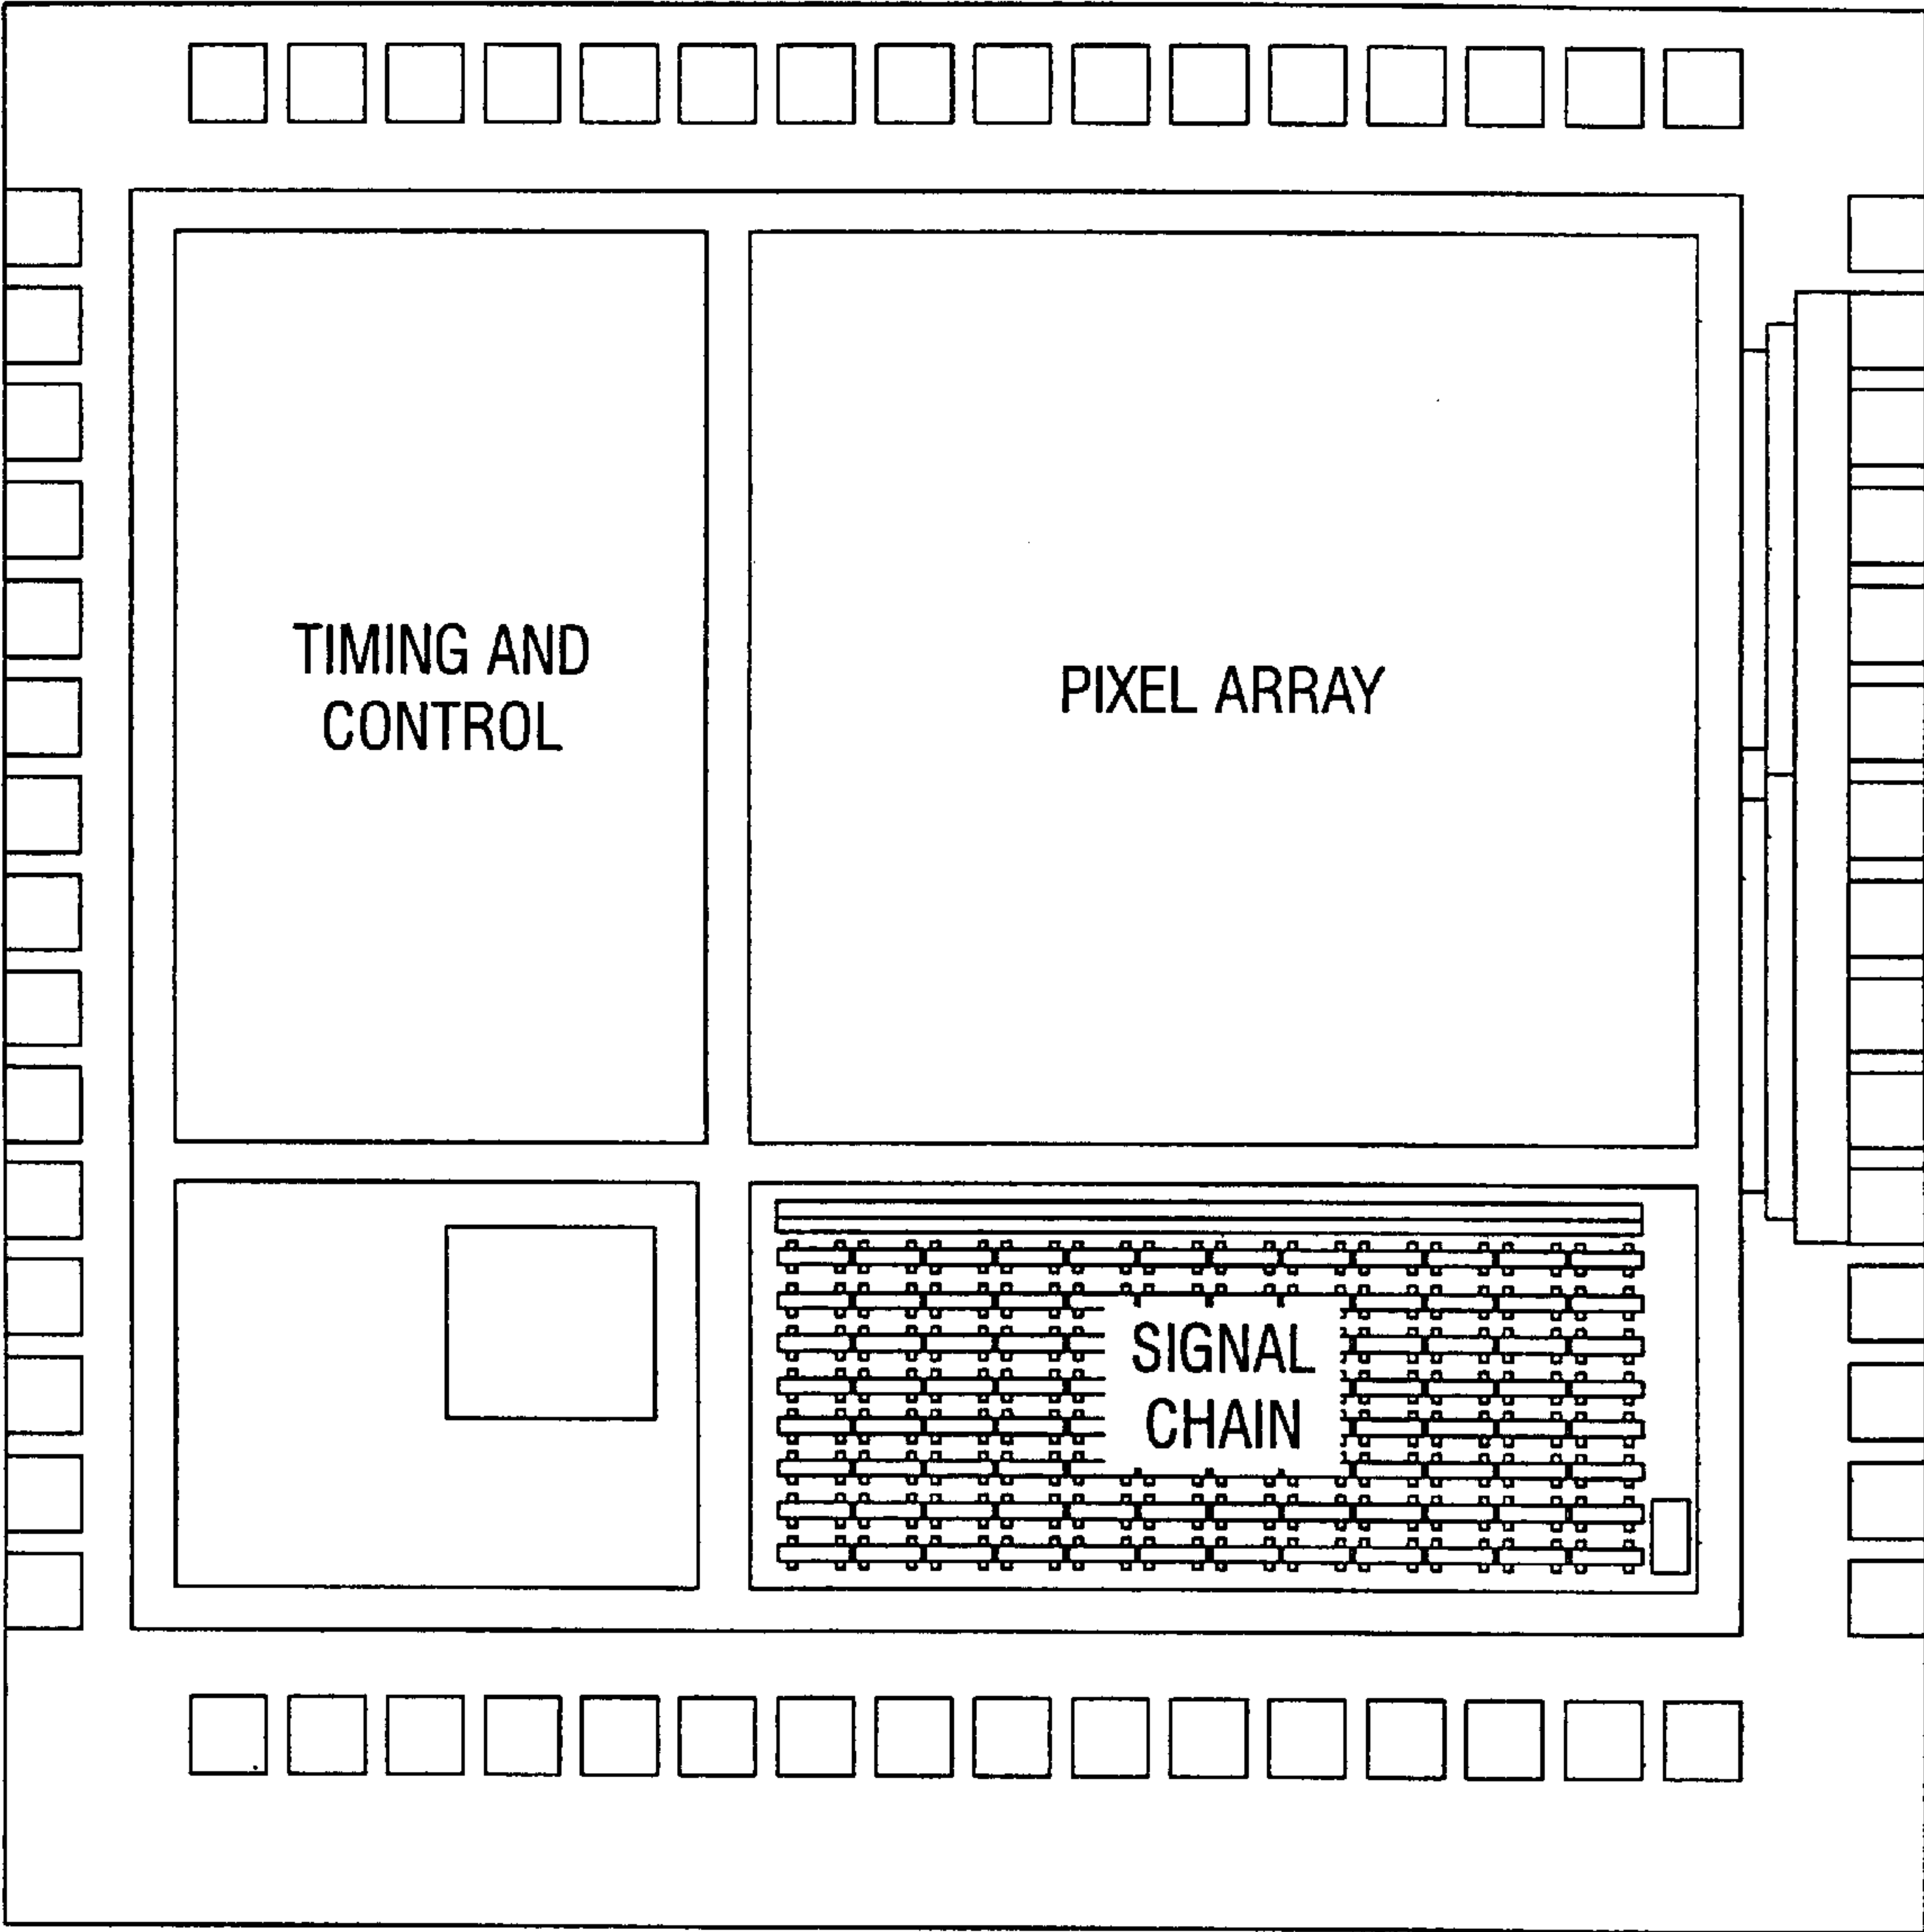 TIMING AND
CONTROL
PIXEL ARRAY
SIGNAL
CHAIN